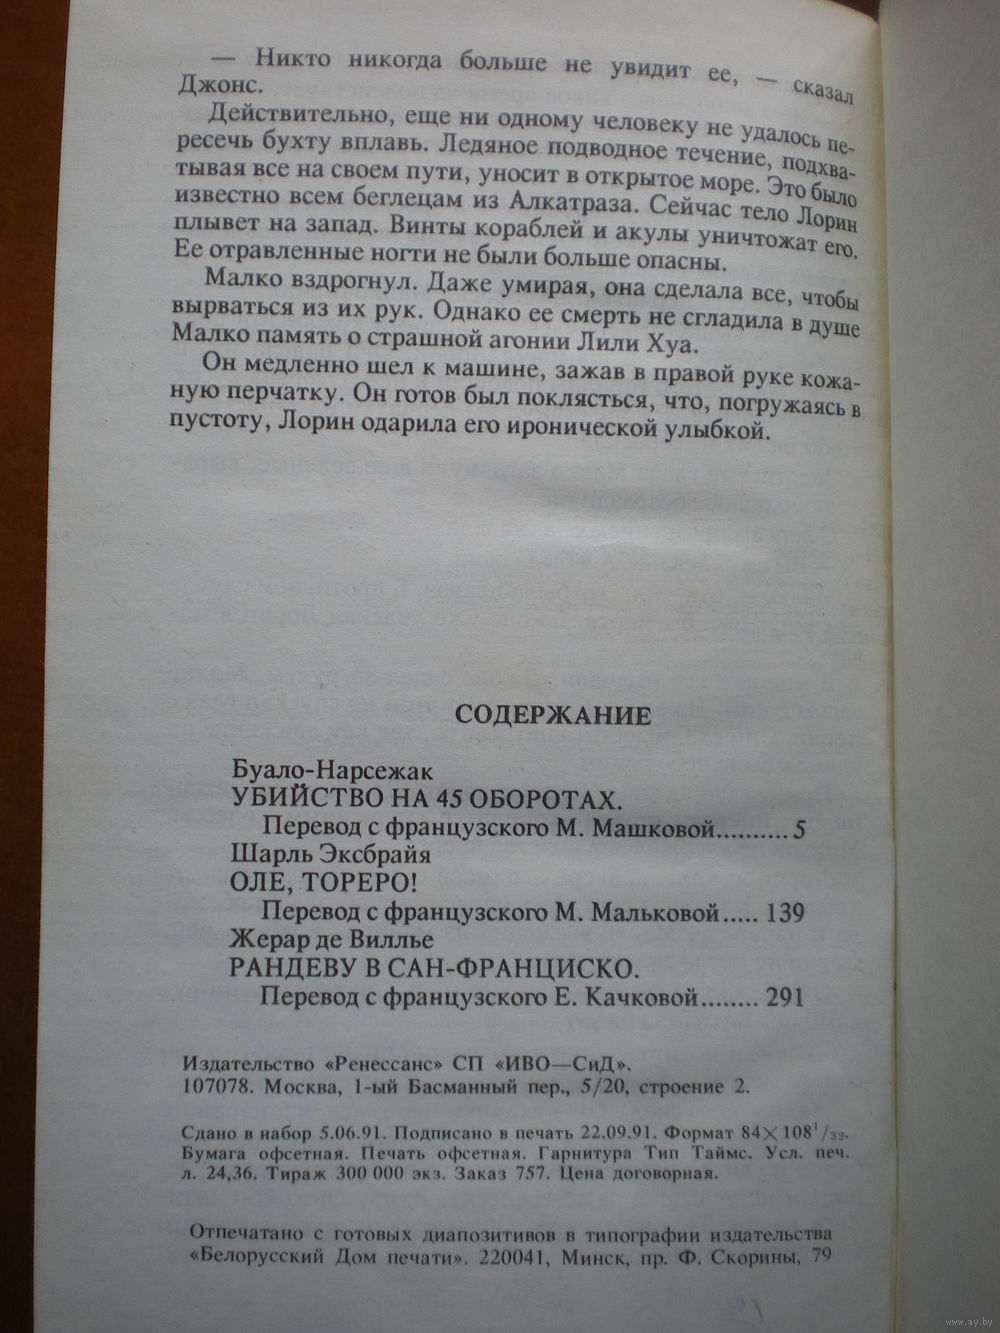 — Никто никогда больше не увидит ее, — сказал
Джонс.
Действительно, еще ни одному человеку не удалось пе-
ресечь бухту вплавь. Ледяное подводное течение, подхва-
тывая все на своем пути, уносит в открытое море. Это было
известно всем беглецам из Алкатраза. Сейчас тело Лорин
плывет на запад. Винты кораблей и акулы уничтожат его.
Ее отравленные ногти не были больше опасны.
Малко вздрогнул. Даже умирая, она сделала все, чтобы
вырваться из их рук. Однако ее смерть не сгладила в душе
Малко память о страшной агонии Лили Хуа.
Он медленно шел к машине, зажав в правой руке кожа-
ную перчатку. Он готов был поклясться, что, погружаясь в
пустоту, Лорин одарила его иронической улыбкой.
СОДЕРЖАНИЕ
Буало-Нарсежак
УБИЙСТВО НА 45 ОБОРОТАХ.
Перевод с французского М. Машковой.......... 5
Шарль Эксбрайя
ОЛЕ, ТОРЕРО!
Перевод с французского М. Мальковой..... 139
Жерар де Виллье
РАНДЕВУ В САН-ФРАНЦИСКО.
Перевод с французского Е. Качковой........ 291
Издательство «Ренессанс» СП «ИВО—СиД».
107078. Москва, 1-ый Басманный пер., 5/20, строение 2.
Сдано в набор 5.06.91. Подписано в печать 22.09.91. Формат 84×108¹/₃₂.
Бумага офсетная. Печать офсетная. Гарнитура Тип Таймс. Усл. печ.
л. 24,36. Тираж 300 000 экз. Заказ 757. Цена договорная.
Отпечатано с готовых диапозитивов в типографии издательства
«Белорусский Дом печати». 220041, Минск, пр. Ф. Скорины, 79
www.ay.by